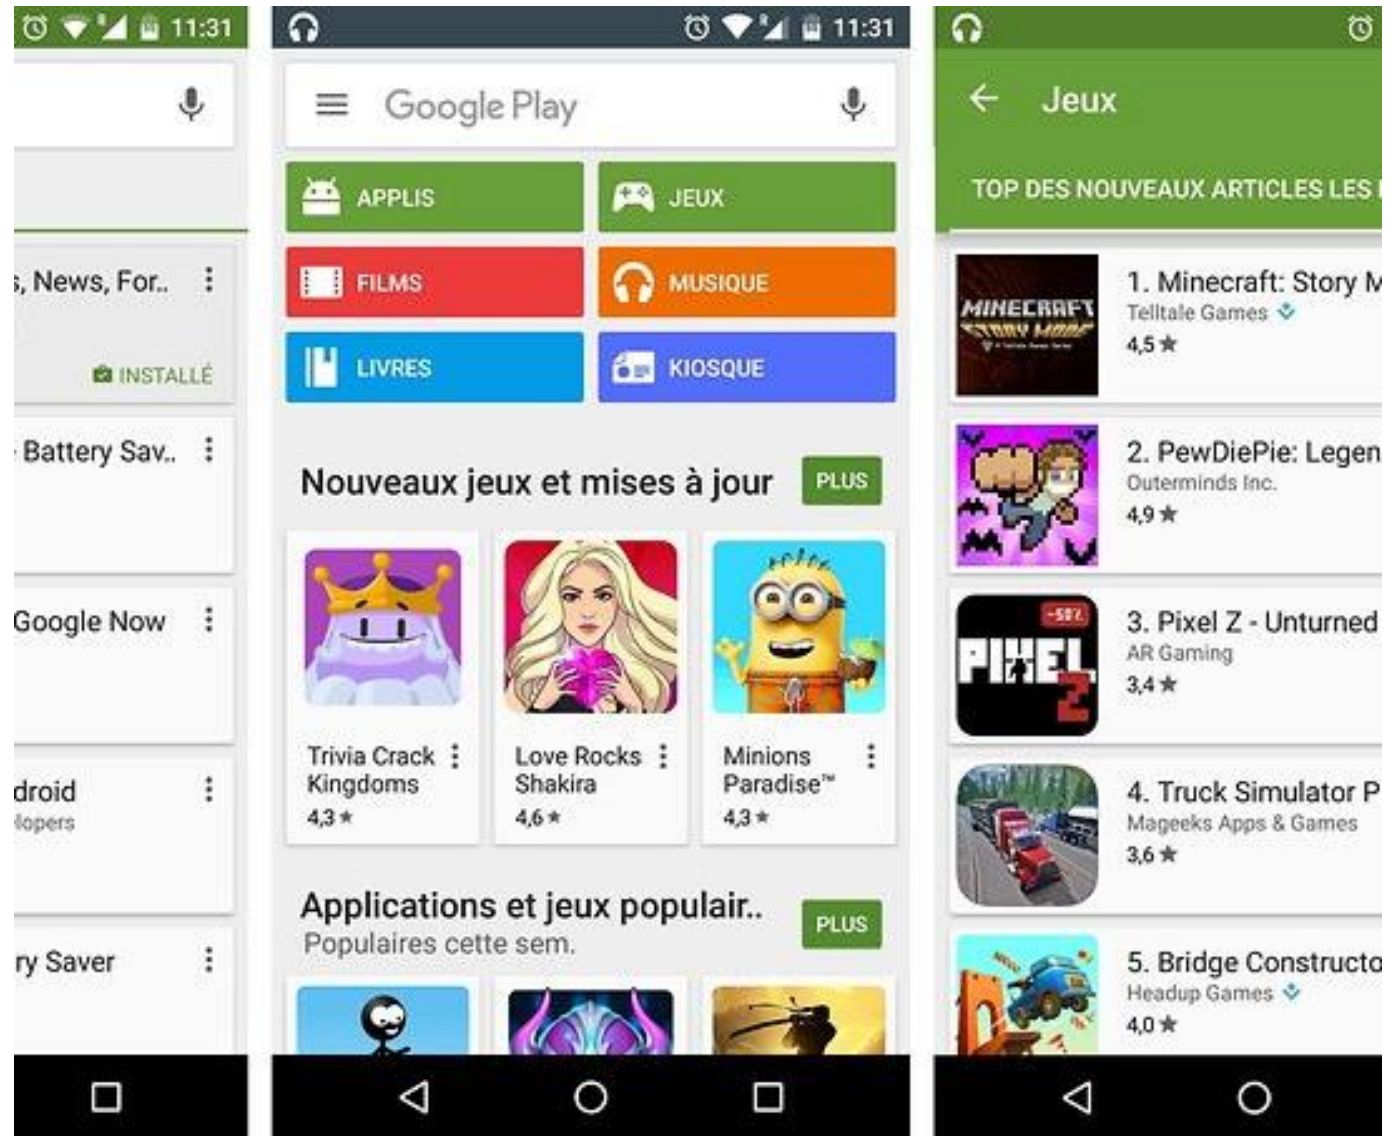 11:31
s, News, For..
INSTALLÉ
Battery Sav..
Google Now
droid
lopers
ry Saver
11:31
Google Play
APPLIS
JEUX
FILMS
MUSIQUE
LIVRES
KIOSQUE
Nouveaux jeux et mises à jour
PLUS
Trivia Crack
Kingdoms
4,3
Love Rocks
Shakira
4,6
Minions
Paradise™
4,3
Applications et jeux populair..
Populaires cette sem.
PLUS
Jeux
TOP DES NOUVEAUX ARTICLES LES
MINECRAFT
STORY MODE
1. Minecraft: Story M
Telltale Games
4,5★
2. PewDiePie: Legen
Outerminds Inc.
4,9★
-50%
PIXEL
Z
3. Pixel Z - Unturned
AR Gaming
3,4★
4. Truck Simulator P
Mageeks Apps & Games
3,6★
5. Bridge Constructo
Headup Games
4,0★